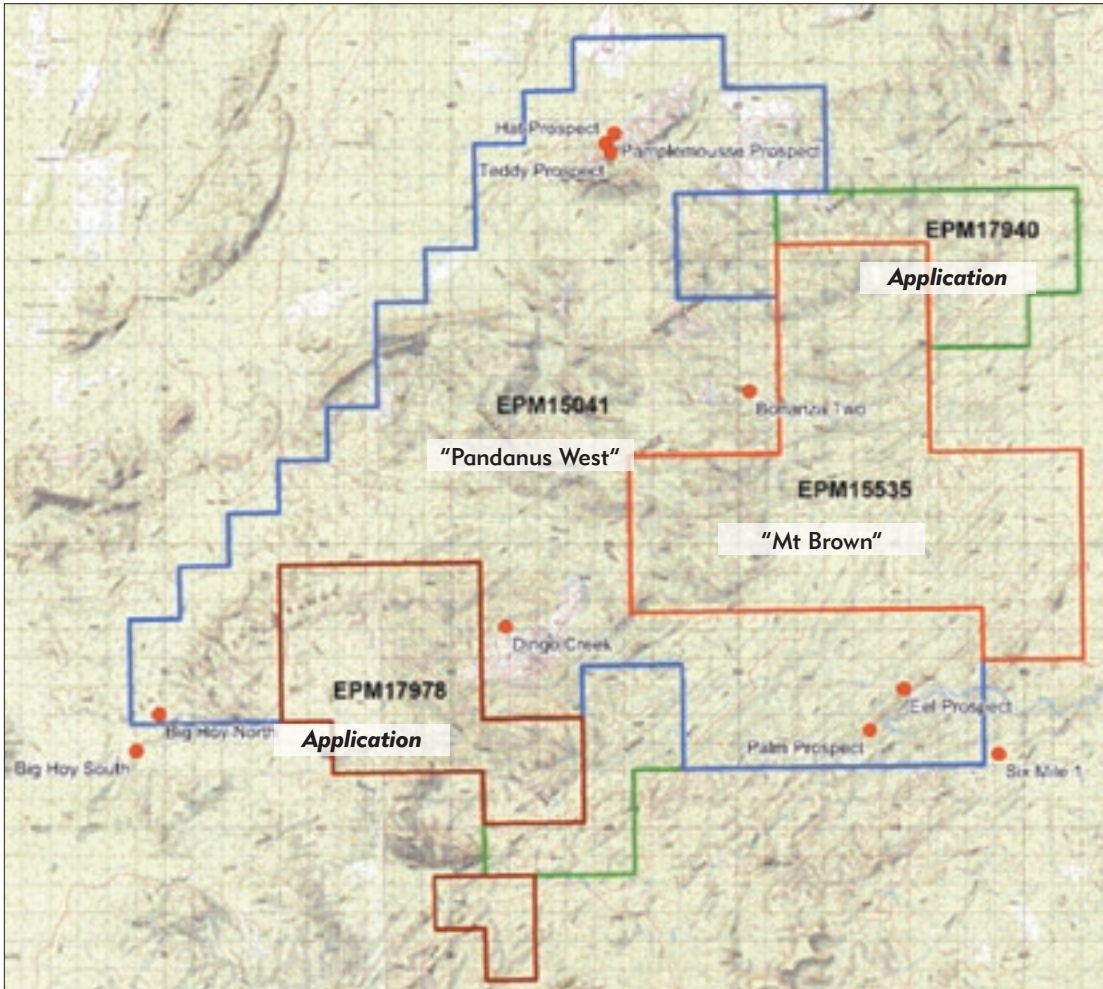 Hat Prospect
Pamplemousse Prospect
Teddy Prospect
EPM17940
Application
EPM15041
Bonanza Two
"Pandanus West"
EPM15535
"Mt Brown"
Dingo Creek
EPM17978
Eel Prospect
Big Hoy North
Application
Palm Prospect
Big Hoy South
Six Mile 1